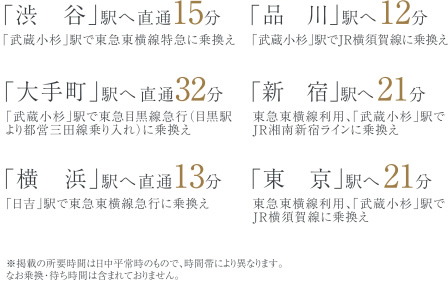 「渋　谷」駅へ直通15分
「武蔵小杉」駅で東急東横線特急に乗換え
「品　川」駅へ12分
「武蔵小杉」駅でJR横須賀線に乗換え
「大手町」駅へ直通32分
「武蔵小杉」駅で東急目黒線急行（目黒駅
より都営三田線乗り入れ）に乗換え
「新　宿」駅へ21分
東急東横線利用、「武蔵小杉」駅で
JR湘南新宿ラインに乗換え
「横　浜」駅へ直通13分
「日吉」駅で東急東横線急行に乗換え
「東　京」駅へ21分
東急東横線利用、「武蔵小杉」駅で
JR横須賀線に乗換え
※掲載の所要時間は日中平常時のもので、時間帯により異なります。
なお乗換・待ち時間は含まれておりません。